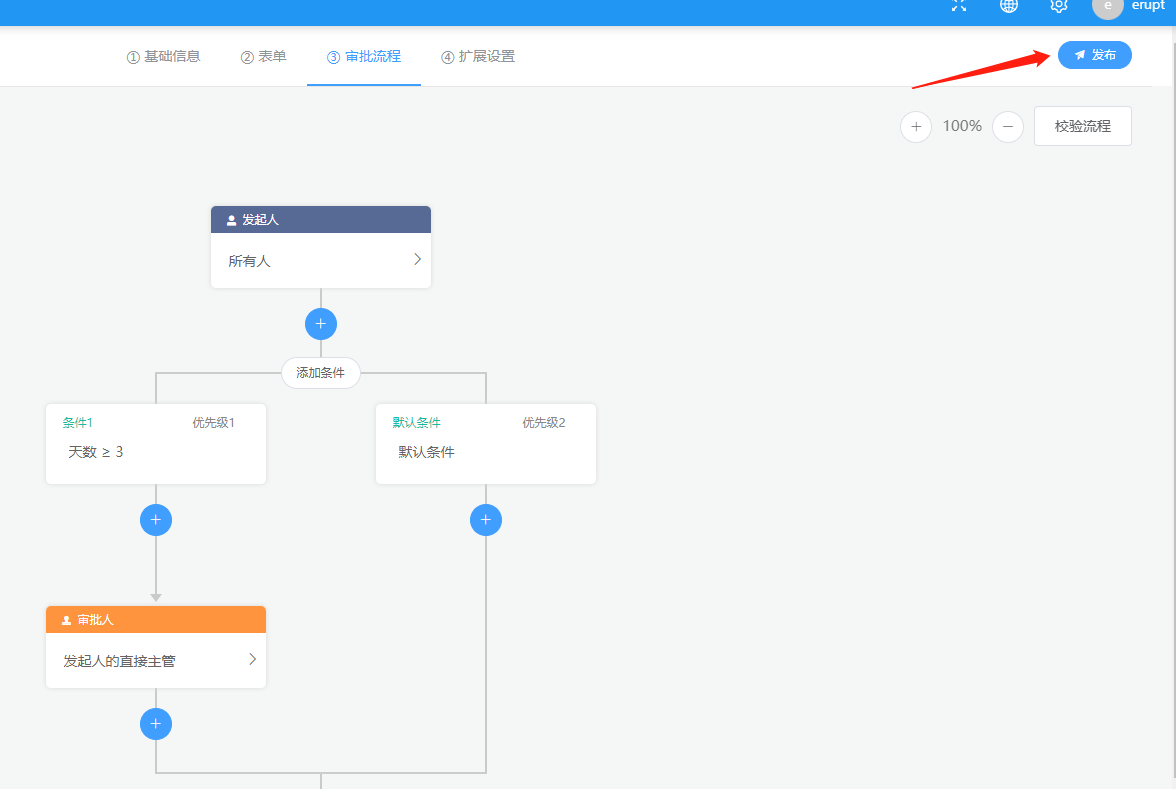 e erupt
① 基础信息 ② 表单 ③ 审批流程 ④ 扩展设置 发布
100% 校验流程
发起人
所有人
添加条件
条件1 优先级1 默认条件 优先级2
天数 ≥ 3 默认条件
审批人
发起人的直接主管